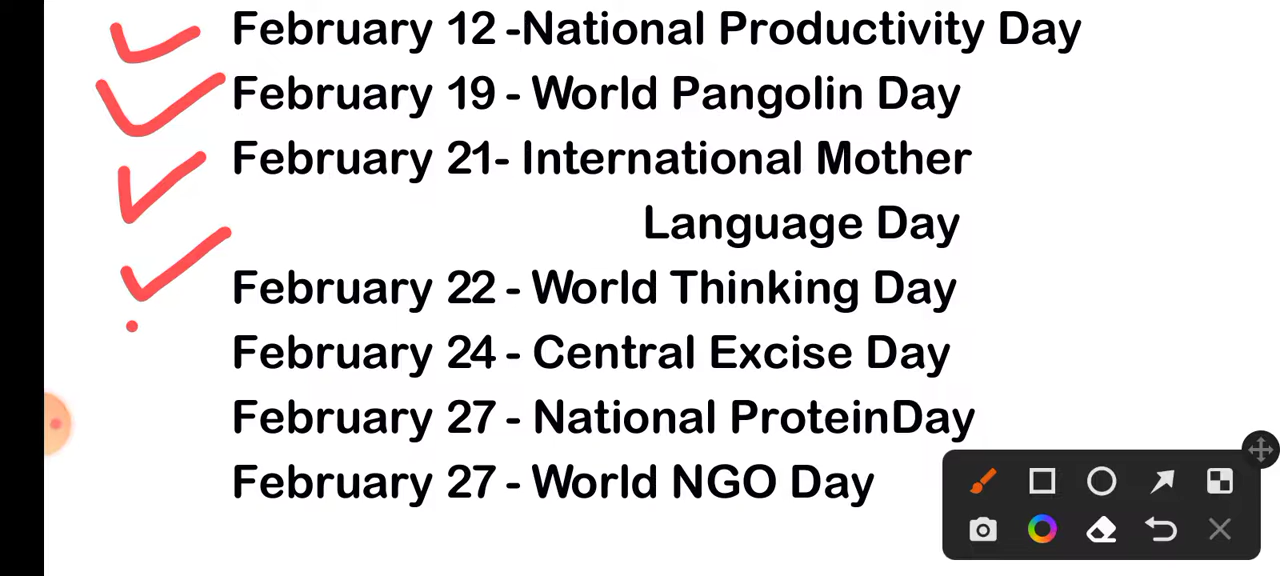 February 12 -National Productivity Day
February 19 - World Pangolin Day
February 21- International Mother
Language Day
February 22 - World Thinking Day
February 24 - Central Excise Day
February 27 - National ProteinDay
February 27 - World NGO Day